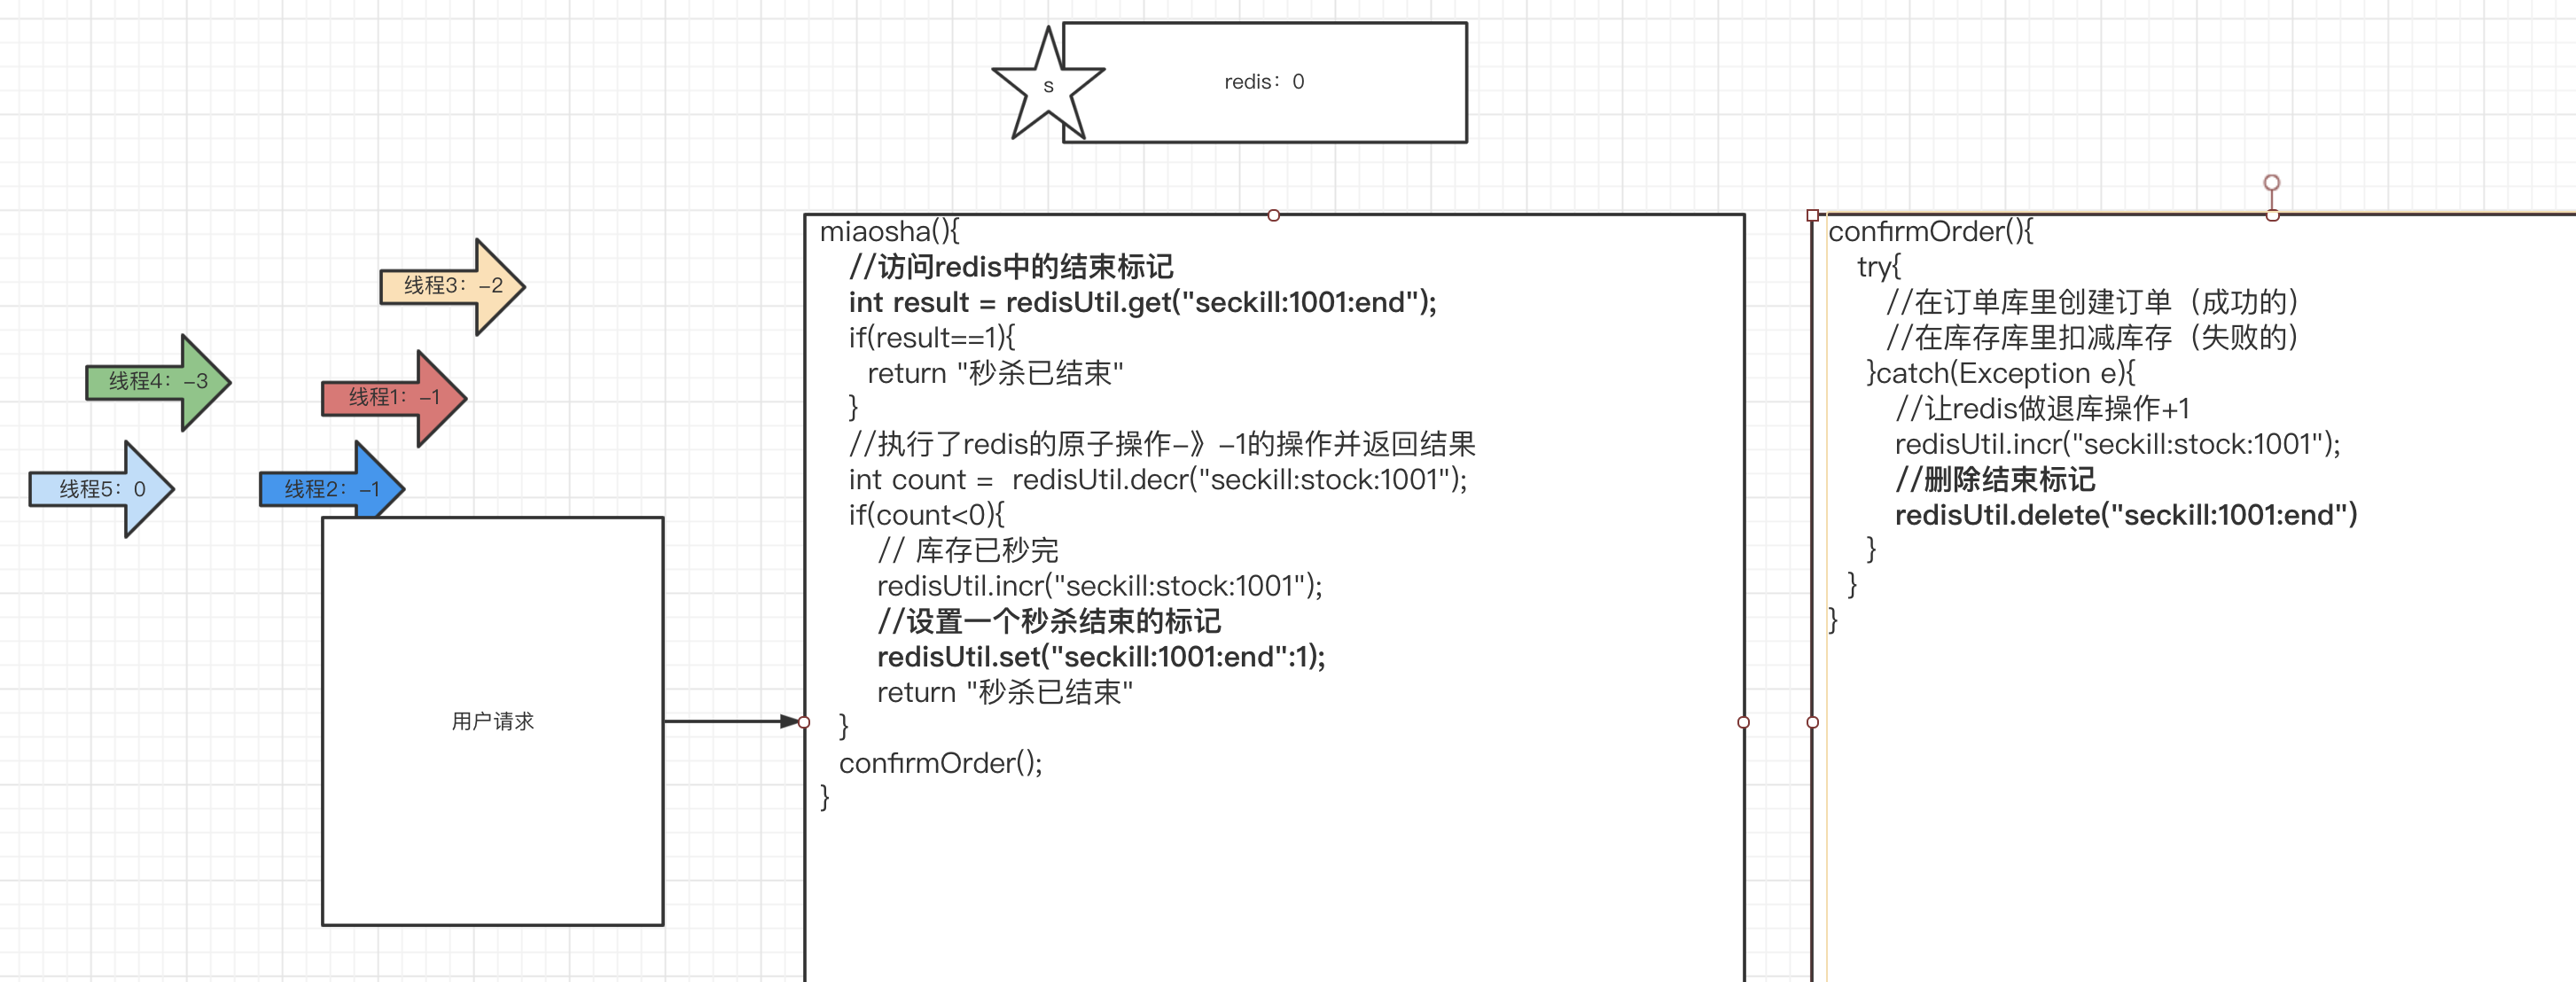 s
redis：0
线程3：-2
线程4：-3
线程1：-1
线程5：0
线程2：-1
用户请求
miaosha(){
//访问redis中的结束标记
int result = redisUtil.get("seckill:1001:end");
if(result==1){
return "秒杀已结束"
}
//执行了redis的原子操作-》-1的操作并返回结果
int count =  redisUtil.decr("seckill:stock:1001");
if(count<0){
// 库存已秒完
redisUtil.incr("seckill:stock:1001");
//设置一个秒杀结束的标记
redisUtil.set("seckill:1001:end":1);
return "秒杀已结束"
}
confirmOrder();
}
confirmOrder(){
try{
//在订单库里创建订单（成功的）
//在库存库里扣减库存（失败的）
}catch(Exception e){
//让redis做退库操作+1
redisUtil.incr("seckill:stock:1001");
//删除结束标记
redisUtil.delete("seckill:1001:end")
}
}
}